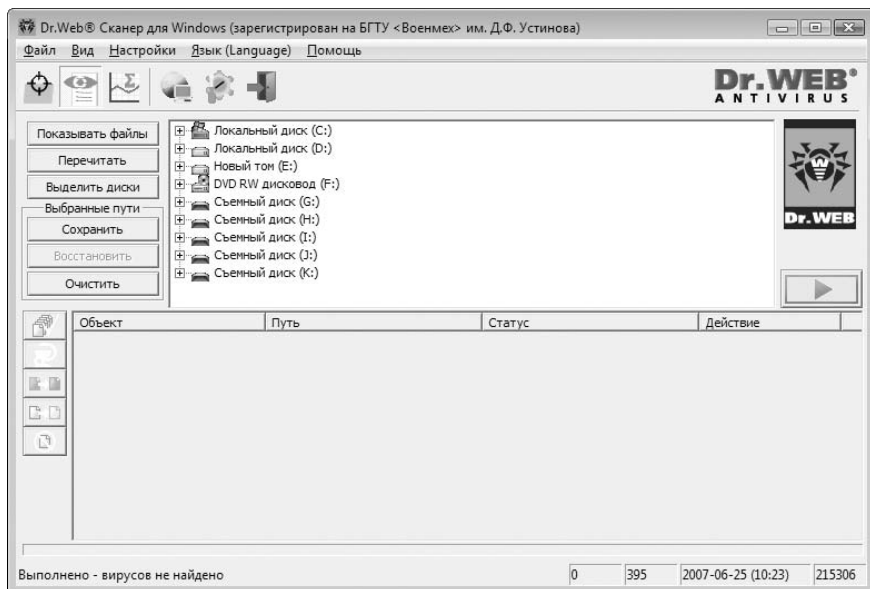 Dr.Web® Сканер для Windows (зарегистрирован на БГТУ <Военмех> им. Д.Ф. Устинова)
Файл Вид Настройки Язык (Language) Помощь
Dr.WEB®
ANTIVIRUS
Показывать файлы
Перечитать
Выделить диски
Выбранные пути
Сохранить
Восстановить
Очистить
Локальный диск (C:)
Локальный диск (D:)
Новый том (E:)
DVD RW дисковод (F:)
Съемный диск (G:)
Съемный диск (H:)
Съемный диск (I:)
Съемный диск (J:)
Съемный диск (K:)
Dr.WEB
Объект Путь Статус Действие
Выполнено - вирусов не найдено 0 395 2007-06-25 (10:23) 215306